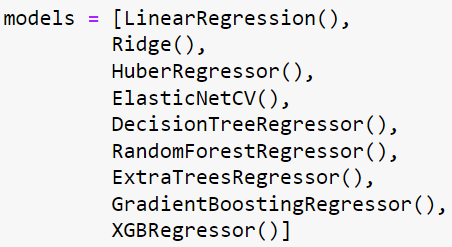 models = [LinearRegression(),
Ridge(),
HuberRegressor(),
ElasticNetCV(),
DecisionTreeRegressor(),
RandomForestRegressor(),
ExtraTreesRegressor(),
GradientBoostingRegressor(),
XGBRegressor()]